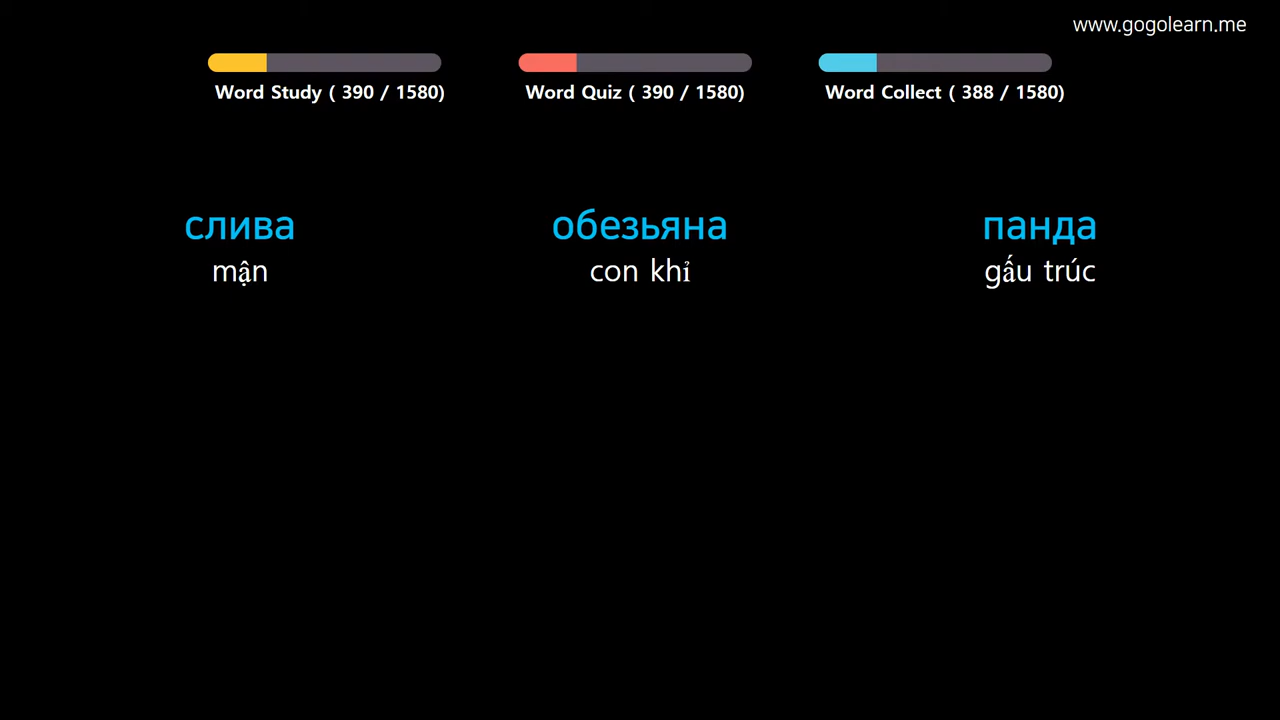 www.gogolearn.me
Word Study ( 390 / 1580)
Word Quiz ( 390 / 1580)
Word Collect ( 388 / 1580)
слива
mận
обезьяна
con khỉ
панда
gấu trúc